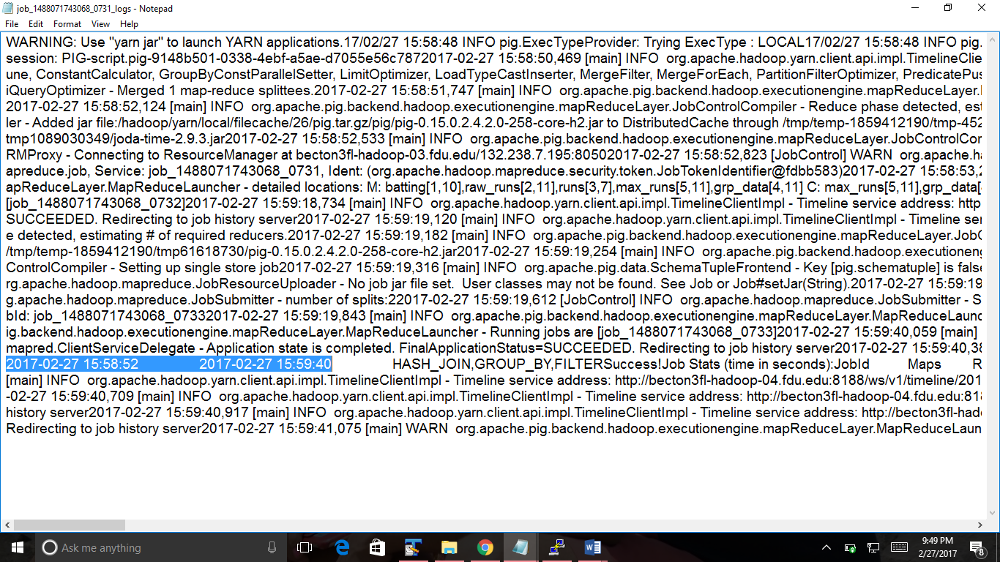 job_1488071743068_0731_logs - Notepad
File Edit Format View Help
WARNING: Use "yarn jar" to launch YARN applications.17/02/27 15:58:48 INFO pig.ExecTypeProvider: Trying ExecType : LOCAL17/02/27 15:58:48 INFO pig.
session: PIG-script.pig-9148b501-0338-4ebf-a5ae-d7055e56c7872017-02-27 15:58:50,469 [main] INFO  org.apache.hadoop.yarn.client.api.impl.TimelineClie
une, ConstantCalculator, GroupByConstParallelSetter, LimitOptimizer, LoadTypeCastInserter, MergeFilter, MergeForEach, PartitionFilterOptimizer, PredicatePus
iQueryOptimizer - Merged 1 map-reduce splittees.2017-02-27 15:58:51,747 [main] INFO  org.apache.pig.backend.hadoop.executionengine.mapReduceLayer.
2017-02-27 15:58:52,124 [main] INFO  org.apache.pig.backend.hadoop.executionengine.mapReduceLayer.JobControlCompiler - Reduce phase detected, est
ler - Added jar file:/hadoop/yarn/local/filecache/26/pig.tar.gz/pig/pig-0.15.0.2.4.2.0-258-core-h2.jar to DistributedCache through /tmp/temp-1859412190/tmp-452
tmp1089030349/joda-time-2.9.3.jar2017-02-27 15:58:52,533 [main] INFO  org.apache.pig.backend.hadoop.executionengine.mapReduceLayer.JobControlCor
RMProxy - Connecting to ResourceManager at becton3fl-hadoop-03.fdu.edu/132.238.7.195:80502017-02-27 15:58:52,823 [JobControl] WARN  org.apache.ha
apreduce.job, Service: job_1488071743068_0731, Ident: (org.apache.hadoop.mapreduce.security.token.JobTokenIdentifier@fdbb583)2017-02-27 15:58:53,2
apReduceLayer.MapReduceLauncher - detailed locations: M: batting[1,10],raw_runs[2,11],runs[3,7],max_runs[5,11],grp_data[4,11] C: max_runs[5,11],grp_data[
[job_1488071743068_0732]2017-02-27 15:59:18,734 [main] INFO  org.apache.hadoop.yarn.client.api.impl.TimelineClientImpl - Timeline service address: http
SUCCEEDED. Redirecting to job history server2017-02-27 15:59:19,120 [main] INFO  org.apache.hadoop.yarn.client.api.impl.TimelineClientImpl - Timeline ser
e detected, estimating # of required reducers.2017-02-27 15:59:19,182 [main] INFO  org.apache.pig.backend.hadoop.executionengine.mapReduceLayer.JobC
/tmp/temp-1859412190/tmp61618730/pig-0.15.0.2.4.2.0-258-core-h2.jar2017-02-27 15:59:19,254 [main] INFO  org.apache.pig.backend.hadoop.executioneng
ControlCompiler - Setting up single store job2017-02-27 15:59:19,316 [main] INFO  org.apache.pig.data.SchemaTupleFrontend - Key [pig.schematuple] is false
rg.apache.hadoop.mapreduce.JobResourceUploader - No job jar file set.  User classes may not be found. See Job or Job#setJar(String).2017-02-27 15:59:19
g.apache.hadoop.mapreduce.JobSubmitter - number of splits:22017-02-27 15:59:19,612 [JobControl] INFO  org.apache.hadoop.mapreduce.JobSubmitter - S
bId: job_1488071743068_07332017-02-27 15:59:19,843 [main] INFO  org.apache.pig.backend.hadoop.executionengine.mapReduceLayer.MapReduceLaunc
ig.backend.hadoop.executionengine.mapReduceLayer.MapReduceLauncher - Running jobs are [job_1488071743068_0733]2017-02-27 15:59:40,059 [main]
mapred.ClientServiceDelegate - Application state is completed. FinalApplicationStatus=SUCCEEDED. Redirecting to job history server2017-02-27 15:59:40,38
2017-02-27 15:58:52 2017-02-27 15:59:40 HASH_JOIN,GROUP_BY,FILTERSuccess!Job Stats (time in seconds):JobId Maps R
[main] INFO  org.apache.hadoop.yarn.client.api.impl.TimelineClientImpl - Timeline service address: http://becton3fl-hadoop-04.fdu.edu:8188/ws/v1/timeline/201
-02-27 15:59:40,709 [main] INFO  org.apache.hadoop.yarn.client.api.impl.TimelineClientImpl - Timeline service address: http://becton3fl-hadoop-04.fdu.edu:818
history server2017-02-27 15:59:40,917 [main] INFO  org.apache.hadoop.yarn.client.api.impl.TimelineClientImpl - Timeline service address: http://becton3fl-hado
Redirecting to job history server2017-02-27 15:59:41,075 [main] WARN  org.apache.pig.backend.hadoop.executionengine.mapReduceLayer.MapReduceLaun
Ask me anything
9:49 PM
2/27/2017
8